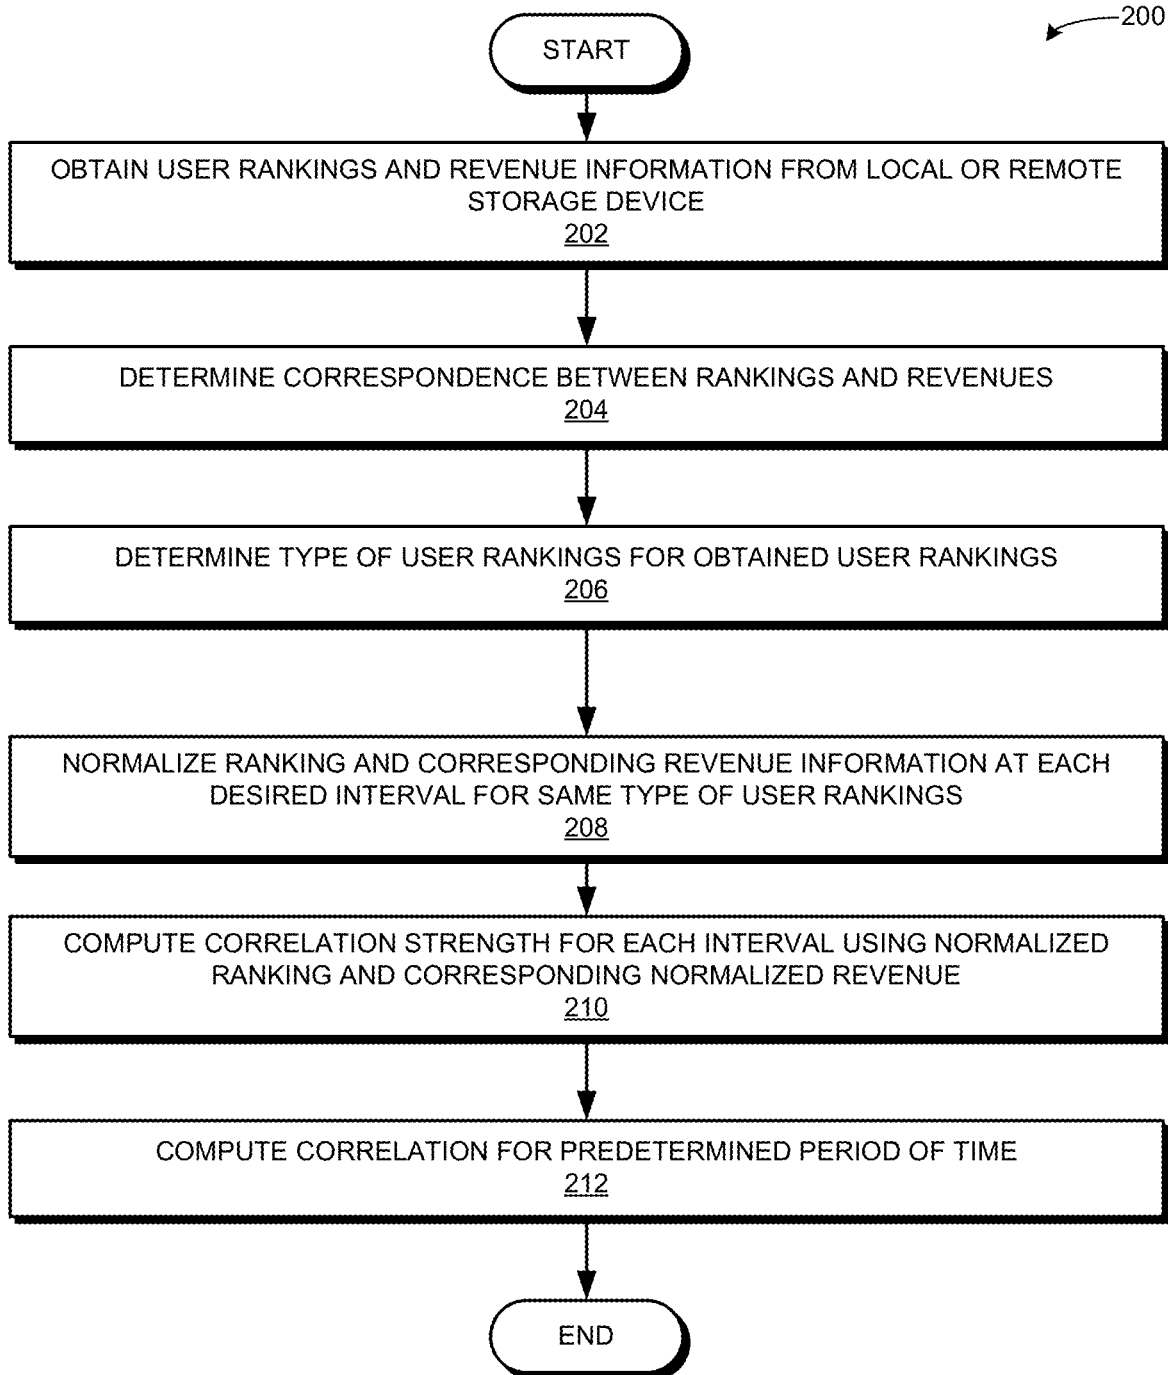 200
START
OBTAIN USER RANKINGS AND REVENUE INFORMATION FROM LOCAL OR REMOTE
STORAGE DEVICE
202
DETERMINE CORRESPONDENCE BETWEEN RANKINGS AND REVENUES
204
DETERMINE TYPE OF USER RANKINGS FOR OBTAINED USER RANKINGS
206
NORMALIZE RANKING AND CORRESPONDING REVENUE INFORMATION AT EACH
DESIRED INTERVAL FOR SAME TYPE OF USER RANKINGS
208
COMPUTE CORRELATION STRENGTH FOR EACH INTERVAL USING NORMALIZED
RANKING AND CORRESPONDING NORMALIZED REVENUE
210
COMPUTE CORRELATION FOR PREDETERMINED PERIOD OF TIME
212
END